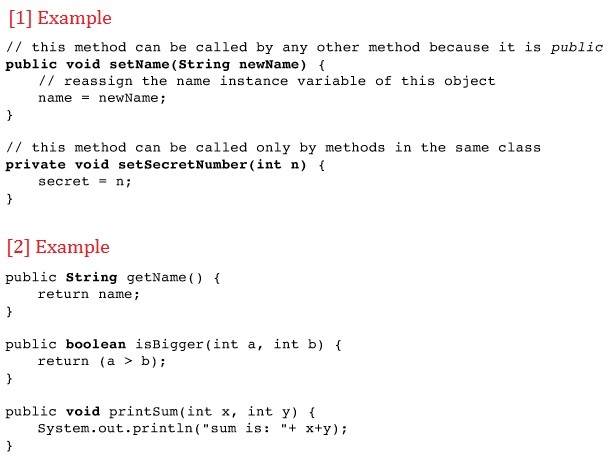 [1] Example
// this method can be called by any other method because it is public
public void setName(String newName) {
    // reassign the name instance variable of this object
    name = newName;
}
// this method can be called only by methods in the same class
private void setSecretNumber(int n) {
    secret = n;
}
[2] Example
public String getName() {
    return name;
}
public boolean isBigger(int a, int b) {
    return (a > b);
}
public void printSum(int x, int y) {
    System.out.println("sum is: "+ x+y);
}